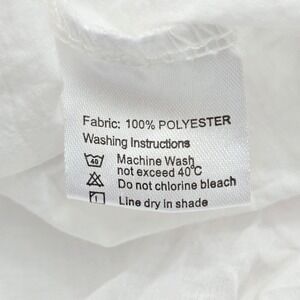 Fabric: 100% POLYESTER
Washing Instructions
40 Machine Wash
not exceed 40℃
Do not chlorine bleach
Line dry in shade